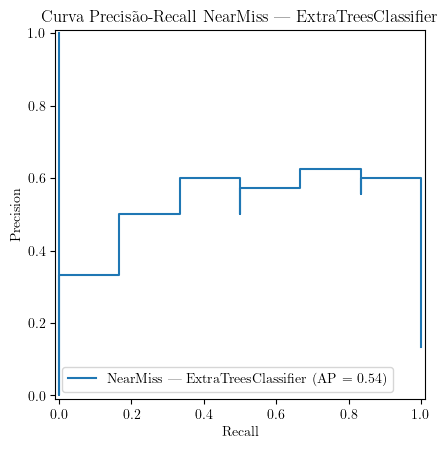 Curva Precisão-Recall NearMiss — ExtraTreesClassifier
1.0
0.8
0.6
0.4
0.2
0.0
Precision
NearMiss — ExtraTreesClassifier (AP = 0.54)
0.0 0.2 0.4 0.6 0.8 1.0
Recall